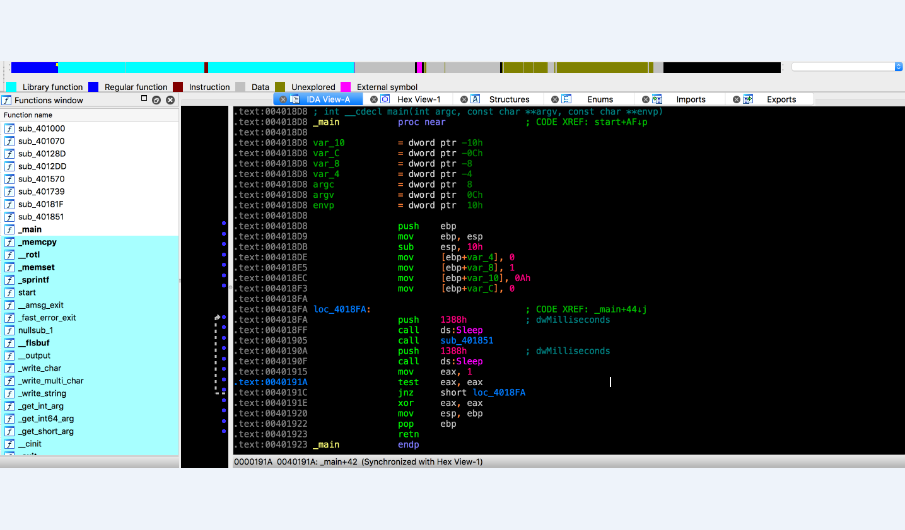 Library function Regular function Instruction Data Unexplored External symbol
Functions window IDA View-A Hex View-1 Structures Enums Imports Exports
Function name
sub_401000
sub_401070
sub_40128D
sub_4012DD
sub_401570
sub_401739
sub_40181F
sub_401851
_main
_memcpy
__rotl
_memset
_sprintf
start
__amsg_exit
_fast_error_exit
nullsub_1
__flsbuf
__output
_write_char
_write_multi_char
_write_string
_get_int_arg
_get_int64_arg
_get_short_arg
__cinit
.text:004018D8 ; int __cdecl main(int argc, const char **argv, const char **envp)
.text:004018D8 _main proc near ; CODE XREF: start+AF↓p
.text:004018D8
.text:004018D8 var_10 = dword ptr -10h
.text:004018D8 var_C = dword ptr -0Ch
.text:004018D8 var_8 = dword ptr -8
.text:004018D8 var_4 = dword ptr -4
.text:004018D8 argc = dword ptr 8
.text:004018D8 argv = dword ptr 0Ch
.text:004018D8 envp = dword ptr 10h
.text:004018D8
.text:004018D8 push ebp
.text:004018D9 mov ebp, esp
.text:004018DB sub esp, 10h
.text:004018DE mov [ebp+var_4], 0
.text:004018E5 mov [ebp+var_8], 1
.text:004018EC mov [ebp+var_10], 0Ah
.text:004018F3 mov [ebp+var_C], 0
.text:004018FA
.text:004018FA loc_4018FA: ; CODE XREF: _main+44↓j
.text:004018FA push 1388h ; dwMilliseconds
.text:004018FF call ds:Sleep
.text:00401905 call sub_401851
.text:0040190A push 1388h ; dwMilliseconds
.text:0040190F call ds:Sleep
.text:00401915 mov eax, 1
.text:0040191A test eax, eax
.text:0040191C jnz short loc_4018FA
.text:0040191E xor eax, eax
.text:00401920 mov esp, ebp
.text:00401922 pop ebp
.text:00401923 retn
.text:00401923 _main endp
0000191A 0040191A: _main+42 (Synchronized with Hex View-1)